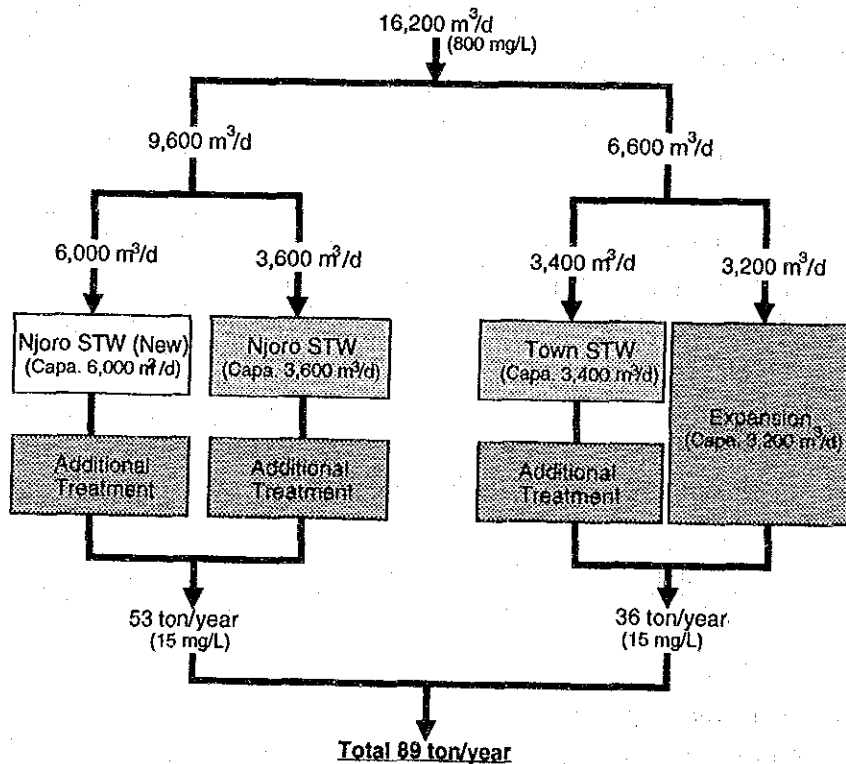 16,200 m³/d
(800 mg/L)
9,600 m³/d
6,600 m³/d
6,000 m³/d
3,600 m³/d
3,400 m³/d
3,200 m³/d
Njoro STW (New)
(Capa. 6,000 m³/d)
Njoro STW
(Capa. 3,600 m³/d)
Town STW
(Capa. 3,400 m³/d)
Expansion
(Capa. 3,200 m³/d)
Additional
Treatment
Additional
Treatment
Additional
Treatment
53 ton/year
(15 mg/L)
36 ton/year
(15 mg/L)
Total 89 ton/year